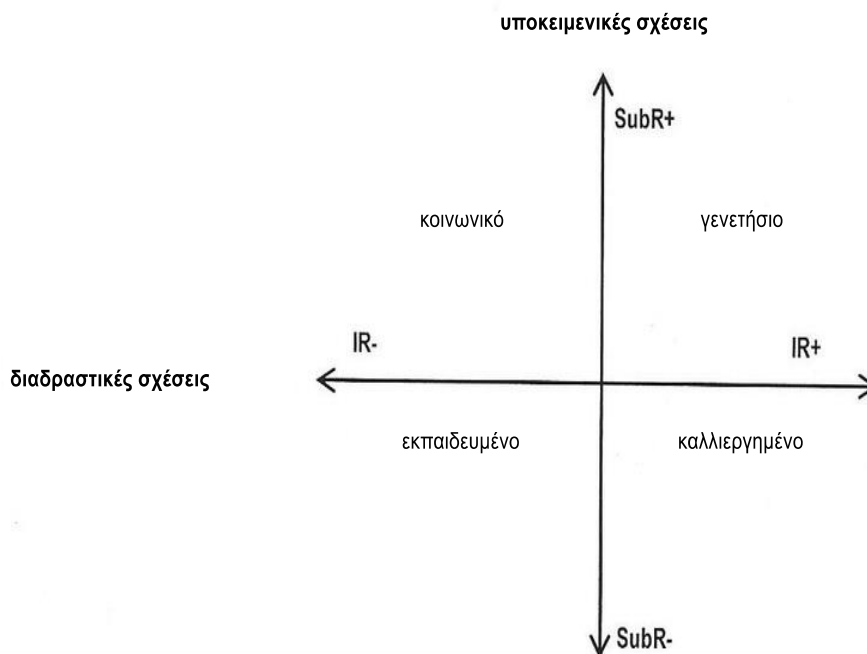 υποκειμενικές σχέσεις
SubR+
κοινωνικό
γενετήσιο
IR-
IR+
διαδραστικές σχέσεις
εκπαιδευμένο
καλλιεργημένο
SubR-